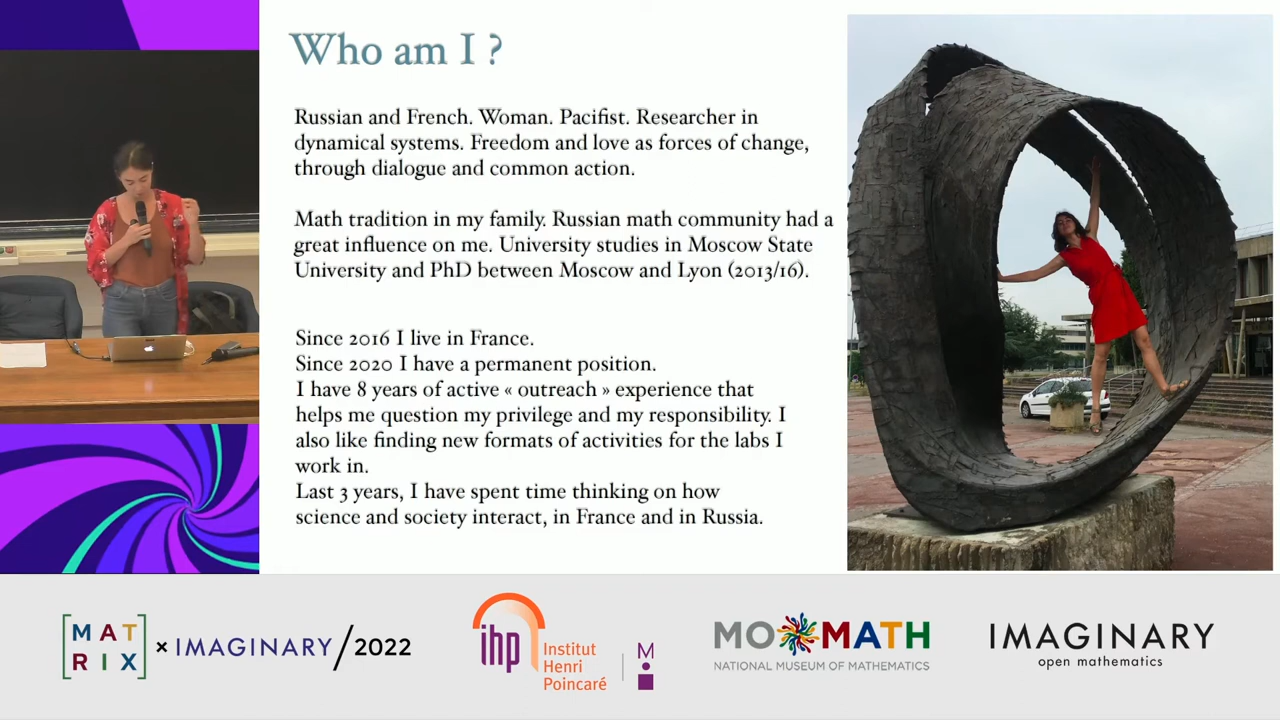 Who am I ?
Russian and French. Woman. Pacifist. Researcher in
dynamical systems. Freedom and love as forces of change,
through dialogue and common action.
Math tradition in my family. Russian math community had a
great influence on me. University studies in Moscow State
University and PhD between Moscow and Lyon (2013/16).
Since 2016 I live in France.
Since 2020 I have a permanent position.
I have 8 years of active « outreach » experience that
helps me question my privilege and my responsibility. I
also like finding new formats of activities for the labs I
work in.
Last 3 years, I have spent time thinking on how
science and society interact, in France and in Russia.
MAT
RIX
× IMAGINARY/2022
ihp
Institut
Henri
Poincaré
M
MOMATH
NATIONAL MUSEUM OF MATHEMATICS
IMAGINARY
open mathematics